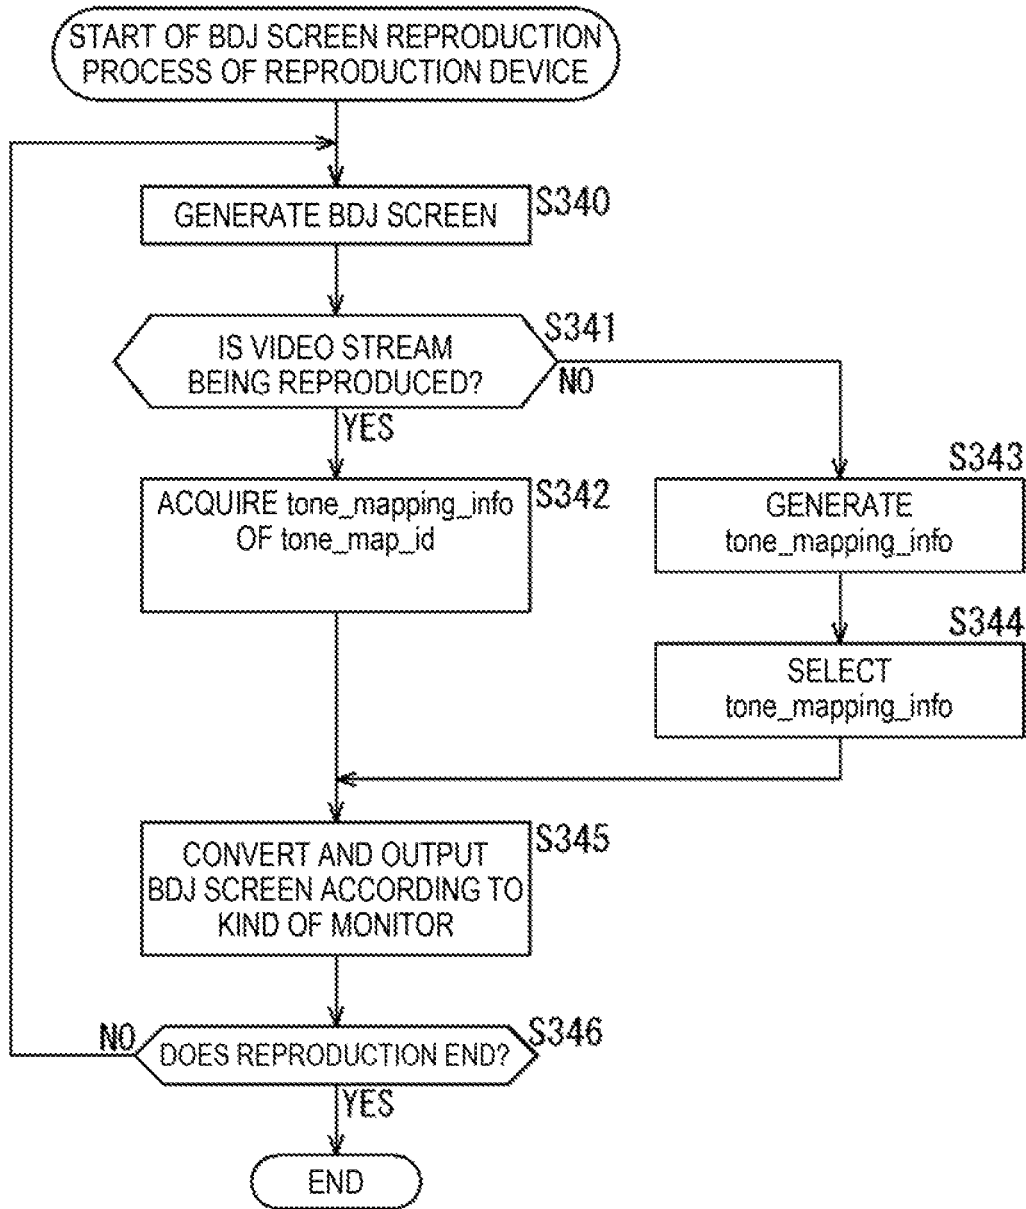 START OF BDJ SCREEN REPRODUCTION
PROCESS OF REPRODUCTION DEVICE
GENERATE BDJ SCREEN
S340
IS VIDEO STREAM
BEING REPRODUCED?
S341
NO
YES
ACQUIRE tone_mapping_info
OF tone_map_id
S342
S343
GENERATE
tone_mapping_info
S344
SELECT
tone_mapping_info
CONVERT AND OUTPUT
BDJ SCREEN ACCORDING TO
KIND OF MONITOR
S345
NO
DOES REPRODUCTION END?
S346
YES
END